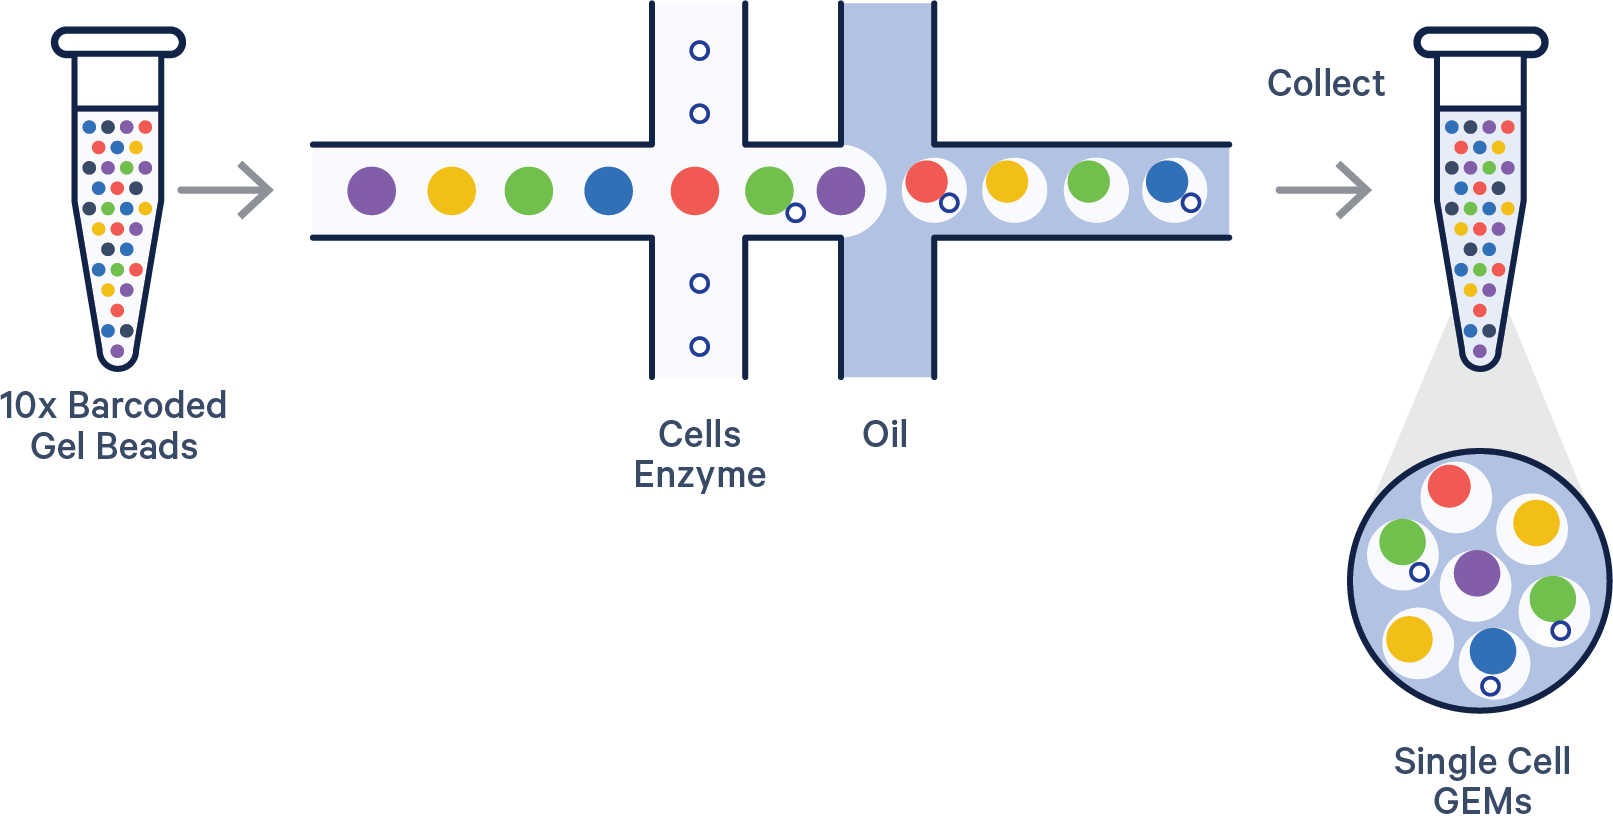 10x Barcoded
Gel Beads
Cells
Enzyme
Oil
Collect
Single Cell
GEMs